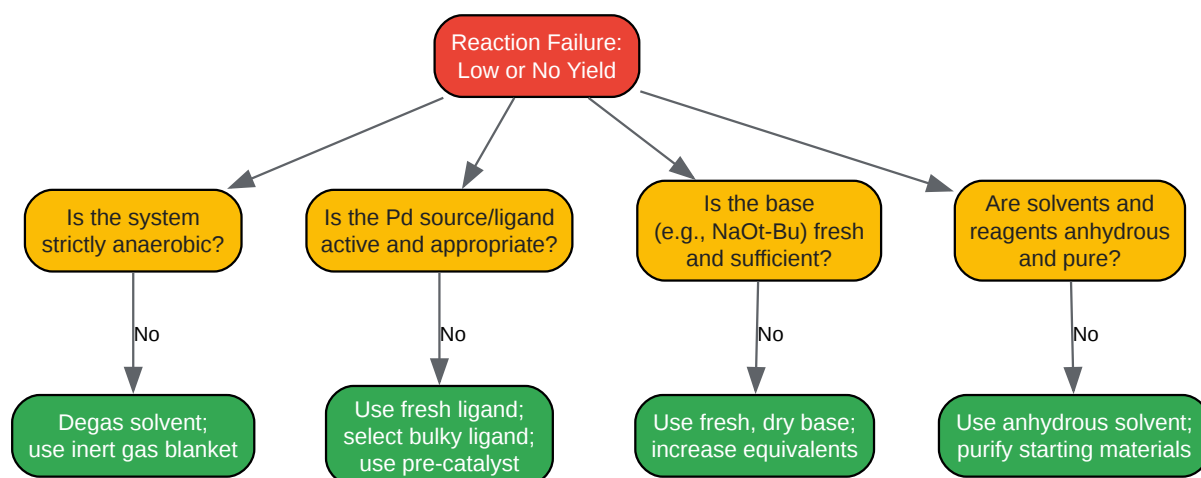 Reaction Failure:
Low or No Yield
Is the system
strictly anaerobic?
Is the Pd source/ligand
active and appropriate?
Is the base
(e.g., NaOt-Bu) fresh
and sufficient?
Are solvents and
reagents anhydrous
and pure?
No
No
No
No
Degas solvent;
use inert gas blanket
Use fresh ligand;
select bulky ligand;
use pre-catalyst
Use fresh, dry base;
increase equivalents
Use anhydrous solvent;
purify starting materials